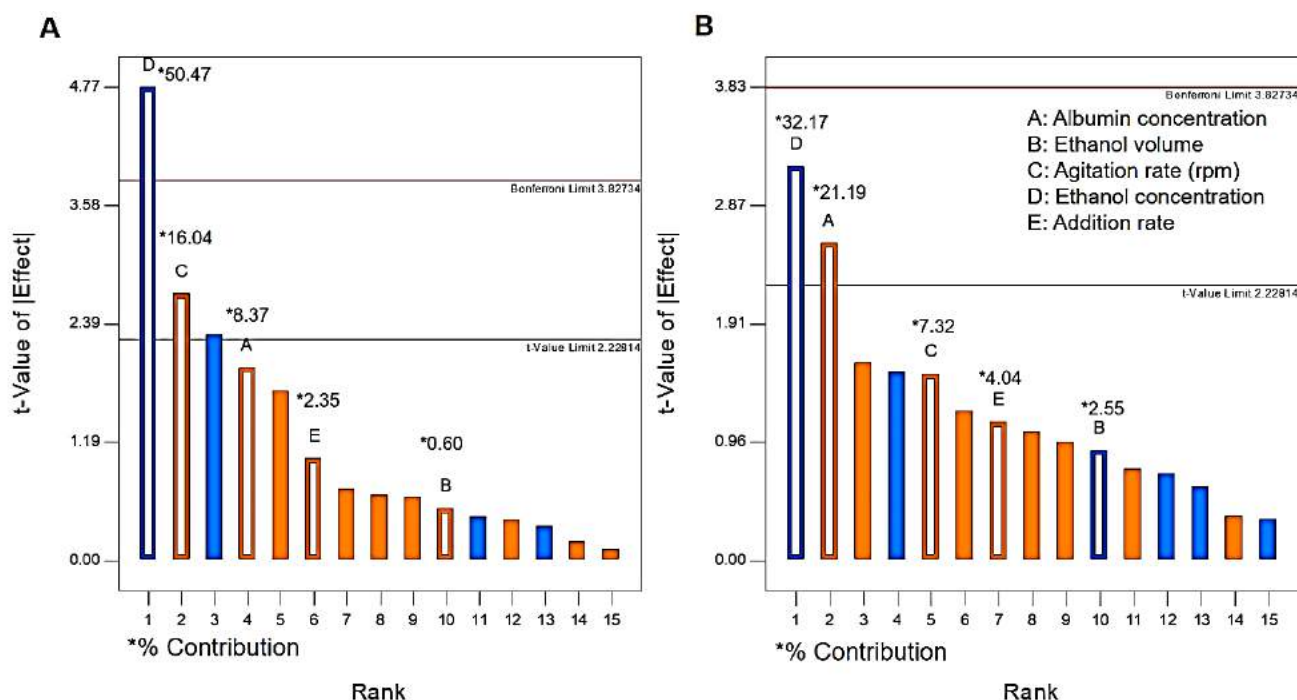 A
D
*50.47
4.77
Bonferroni Limit 3.82734
3.58
*16.04
C
*8.37
2.39
A
t-Value Limit 2.22814
*2.35
E
*0.60
1.19
B
0.00
t-Value of |Effect|
1 2 3 4 5 6 7 8 9 10 11 12 13 14 15
*% Contribution
Rank
B
3.83
Bonferroni Limit 3.82734
A: Albumin concentration
B: Ethanol volume
C: Agitation rate (rpm)
D: Ethanol concentration
E: Addition rate
*32.17
D
*21.19
A
2.87
t-Value Limit 2.22814
1.91
*7.32
C
*4.04
E
*2.55
B
0.96
0.00
t-Value of |Effect|
1 2 3 4 5 6 7 8 9 10 11 12 13 14 15
*% Contribution
Rank